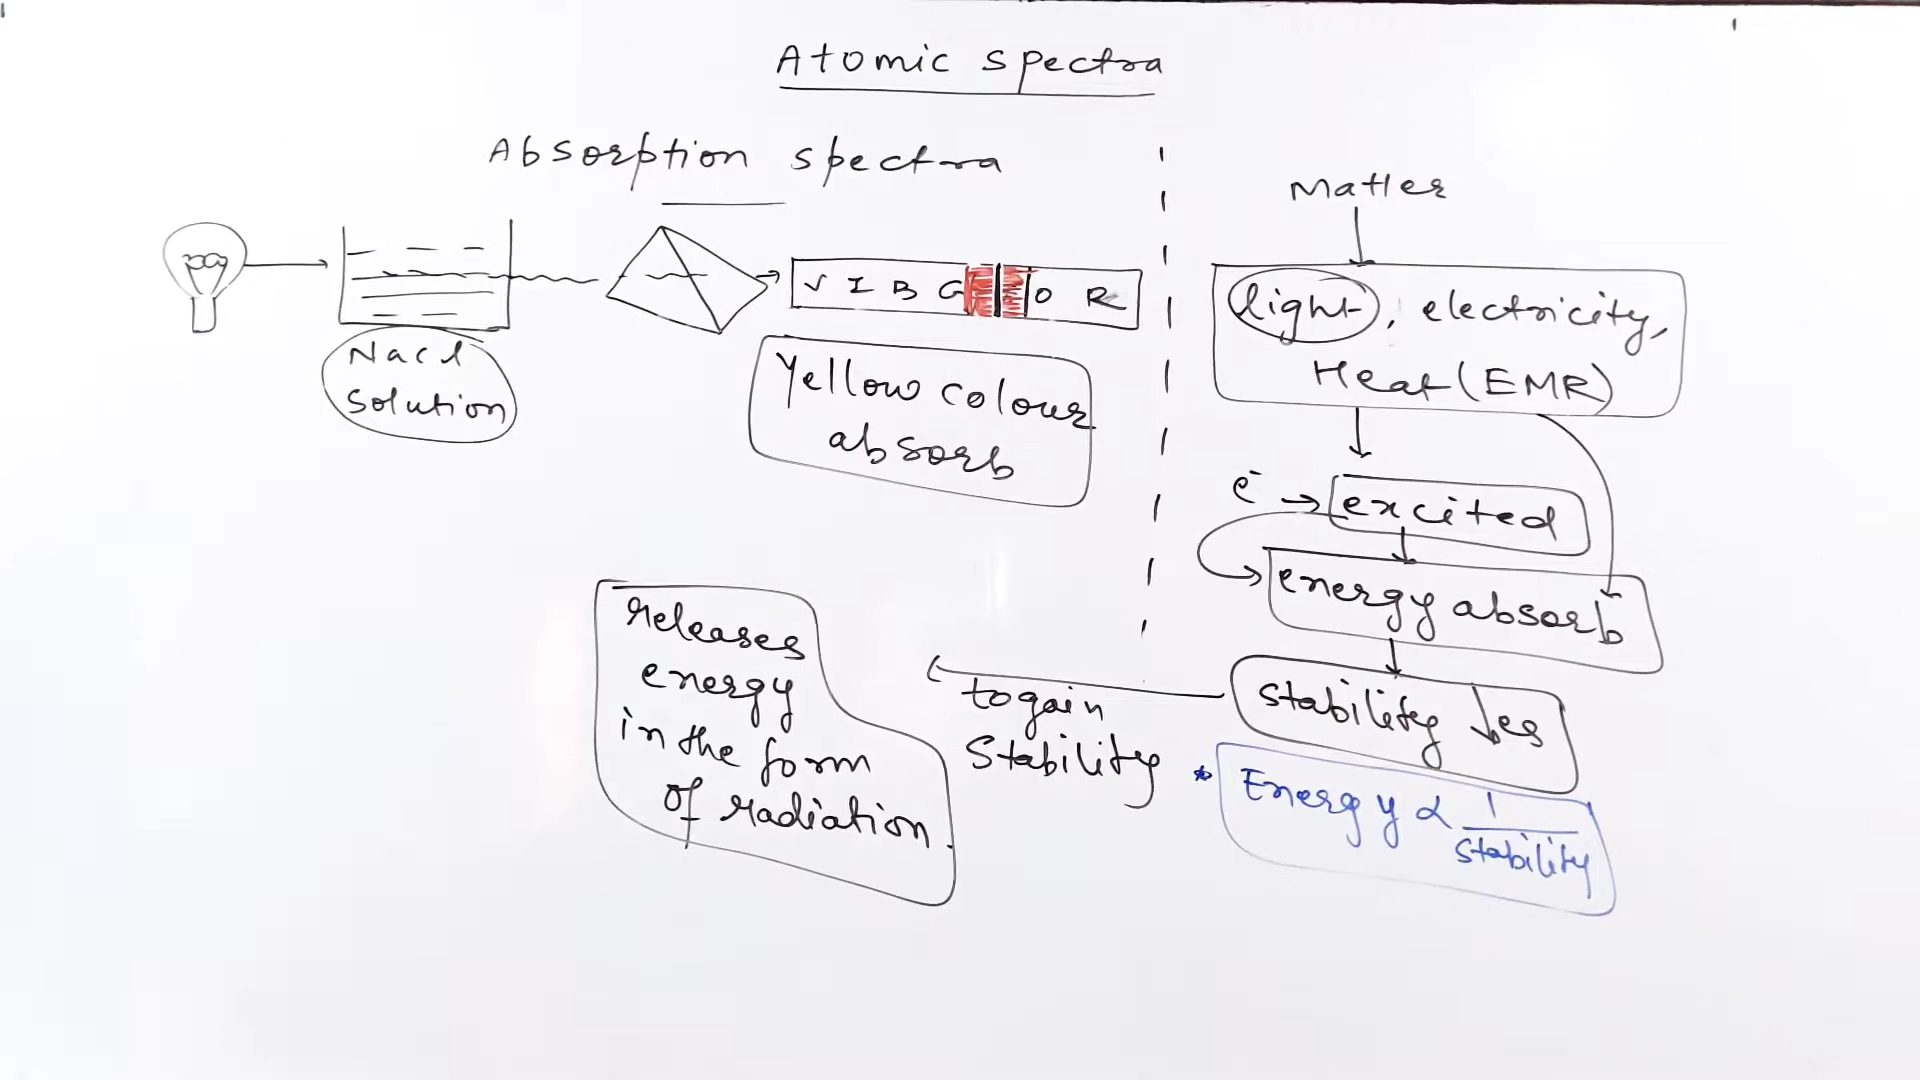 Atomic spectra
Absorption spectra
Nacl
Solution
V I B G O R
Yellow colour
absorb
Matter
light, electricity,
Heat (EMR)
e⁻ → excited
energy absorb
stability ↓es
Energy ∝ 1/stability
to gain
Stability
releases
energy
in the form
of radiation.